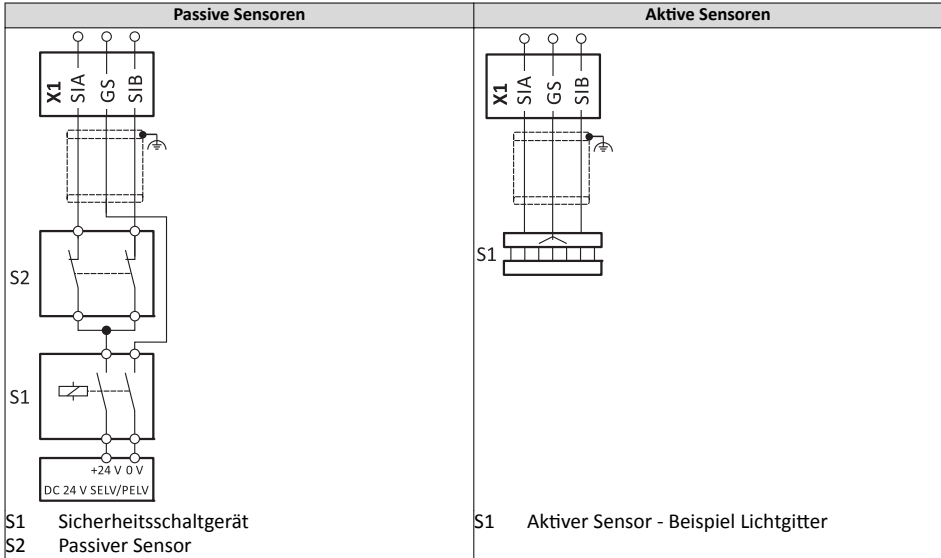 Passive Sensoren
Aktive Sensoren
X1
SIA
GS
SIB
S2
S1
+24 V 0 V
DC 24 V SELV/PELV
S1 Sicherheitsschaltgerät
S2 Passiver Sensor
X1
SIA
GS
SIB
S1
S1 Aktiver Sensor - Beispiel Lichtgitter